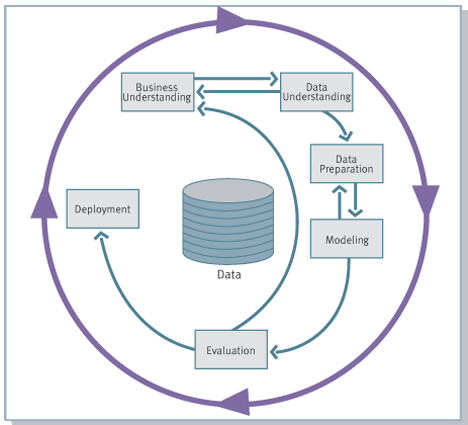 Business
Understanding
Data
Understanding
Data
Preparation
Modeling
Deployment
Data
Evaluation